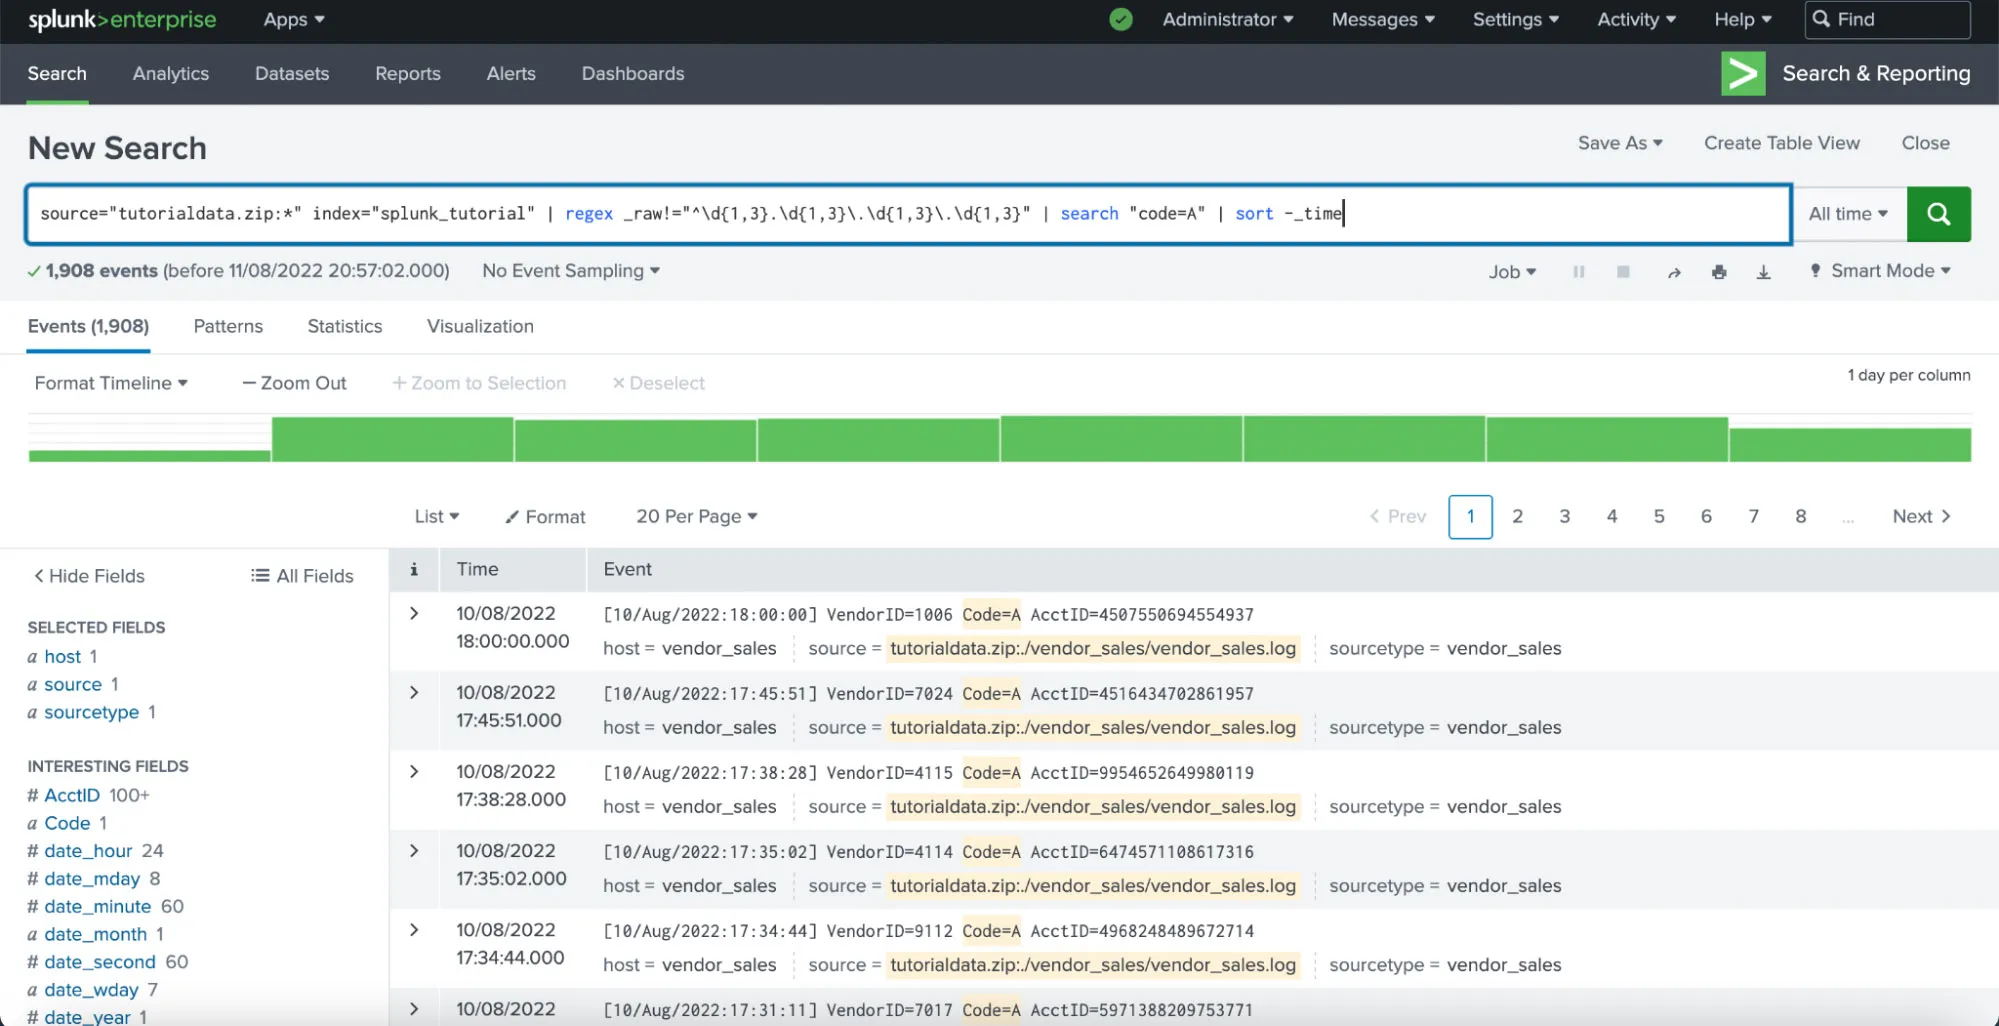 splunk>enterprise Apps Administrator Messages Settings Activity Help Find
Search Analytics Datasets Reports Alerts Dashboards Search & Reporting
New Search Save As Create Table View Close
source="tutorialdata.zip:*" index="splunk_tutorial" | regex _raw!="^\d{1,3}.\d{1,3}\.\d{1,3}\.\d{1,3}" | search "code=A" | sort -_time All time
1,908 events (before 11/08/2022 20:57:02.000) No Event Sampling Job Smart Mode
Events (1,908) Patterns Statistics Visualization
Format Timeline — Zoom Out + Zoom to Selection × Deselect 1 day per column
List Format 20 Per Page < Prev 1 2 3 4 5 6 7 8 ... Next >
< Hide Fields All Fields
SELECTED FIELDS
a host 1
a source 1
a sourcetype 1
INTERESTING FIELDS
# AcctID 100+
a Code 1
# date_hour 24
# date_mday 8
# date_minute 60
a date_month 1
# date_second 60
a date_wday 7
# date_year 1
i Time Event
> 10/08/2022 [10/Aug/2022:18:00:00] VendorID=1006 Code=A AcctID=4507550694554937
18:00:00.000 host = vendor_sales source = tutorialdata.zip:./vendor_sales/vendor_sales.log sourcetype = vendor_sales
> 10/08/2022 [10/Aug/2022:17:45:51] VendorID=7024 Code=A AcctID=4516434702861957
17:45:51.000 host = vendor_sales source = tutorialdata.zip:./vendor_sales/vendor_sales.log sourcetype = vendor_sales
> 10/08/2022 [10/Aug/2022:17:38:28] VendorID=4115 Code=A AcctID=9954652649980119
17:38:28.000 host = vendor_sales source = tutorialdata.zip:./vendor_sales/vendor_sales.log sourcetype = vendor_sales
> 10/08/2022 [10/Aug/2022:17:35:02] VendorID=4114 Code=A AcctID=6474571108617316
17:35:02.000 host = vendor_sales source = tutorialdata.zip:./vendor_sales/vendor_sales.log sourcetype = vendor_sales
> 10/08/2022 [10/Aug/2022:17:34:44] VendorID=9112 Code=A AcctID=4968248489672714
17:34:44.000 host = vendor_sales source = tutorialdata.zip:./vendor_sales/vendor_sales.log sourcetype = vendor_sales
> 10/08/2022 [10/Aug/2022:17:31:11] VendorID=7017 Code=A AcctID=5971388209753771